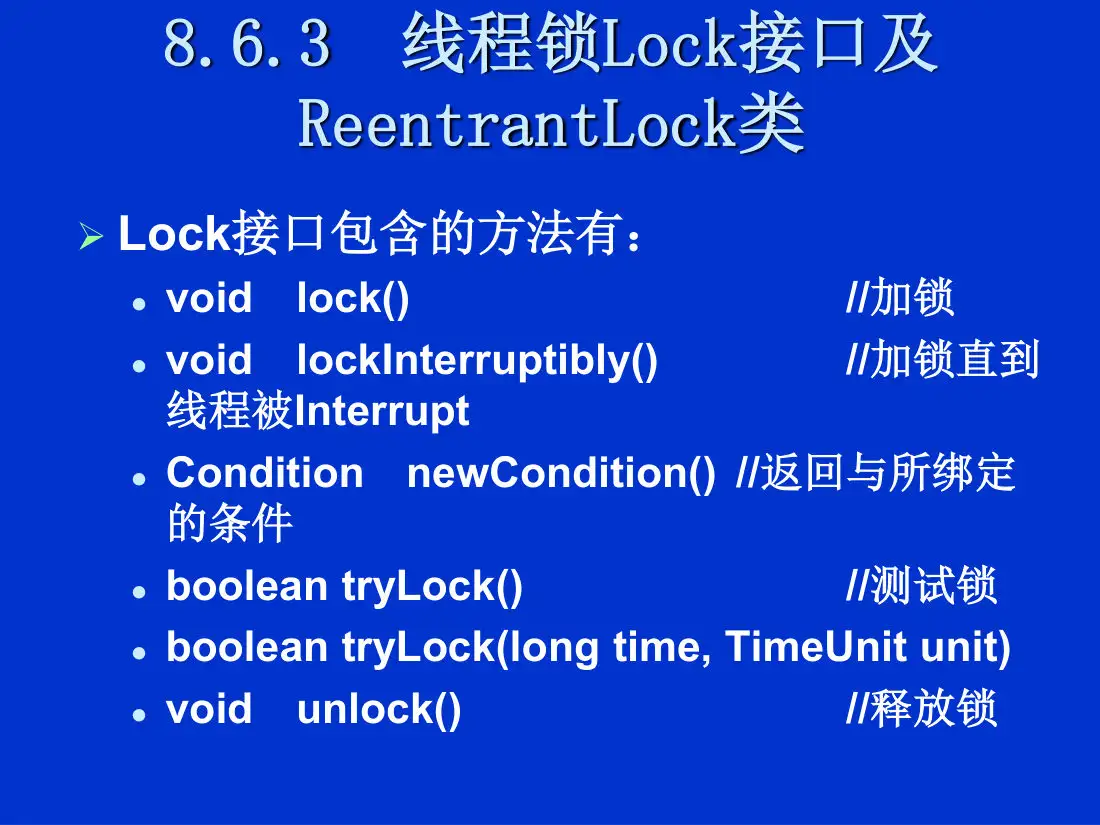 8.6.3 线程锁Lock接口及
ReentrantLock类
Lock接口包含的方法有：
void lock() //加锁
void lockInterruptibly() //加锁直到
线程被Interrupt
Condition newCondition() //返回与所绑定
的条件
boolean tryLock() //测试锁
boolean tryLock(long time, TimeUnit unit)
void unlock() //释放锁